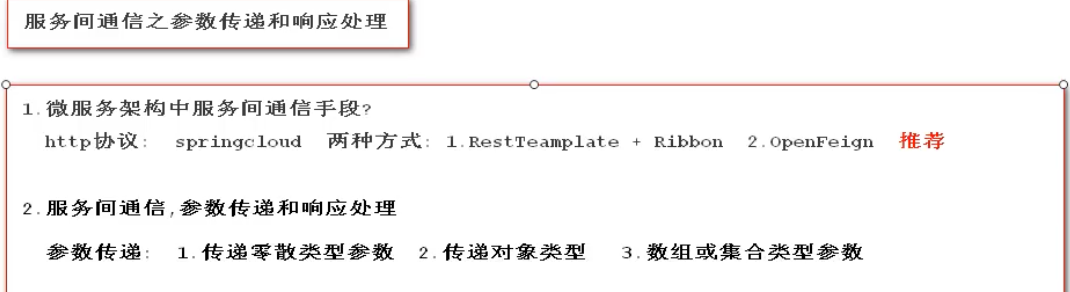 服务间通信之参数传递和响应处理
1.微服务架构中服务间通信手段?
http协议: springcloud 两种方式: 1.RestTeamplate + Ribbon 2.OpenFeign 推荐
2.服务间通信,参数传递和响应处理
参数传递: 1.传递零散类型参数 2.传递对象类型 3.数组或集合类型参数